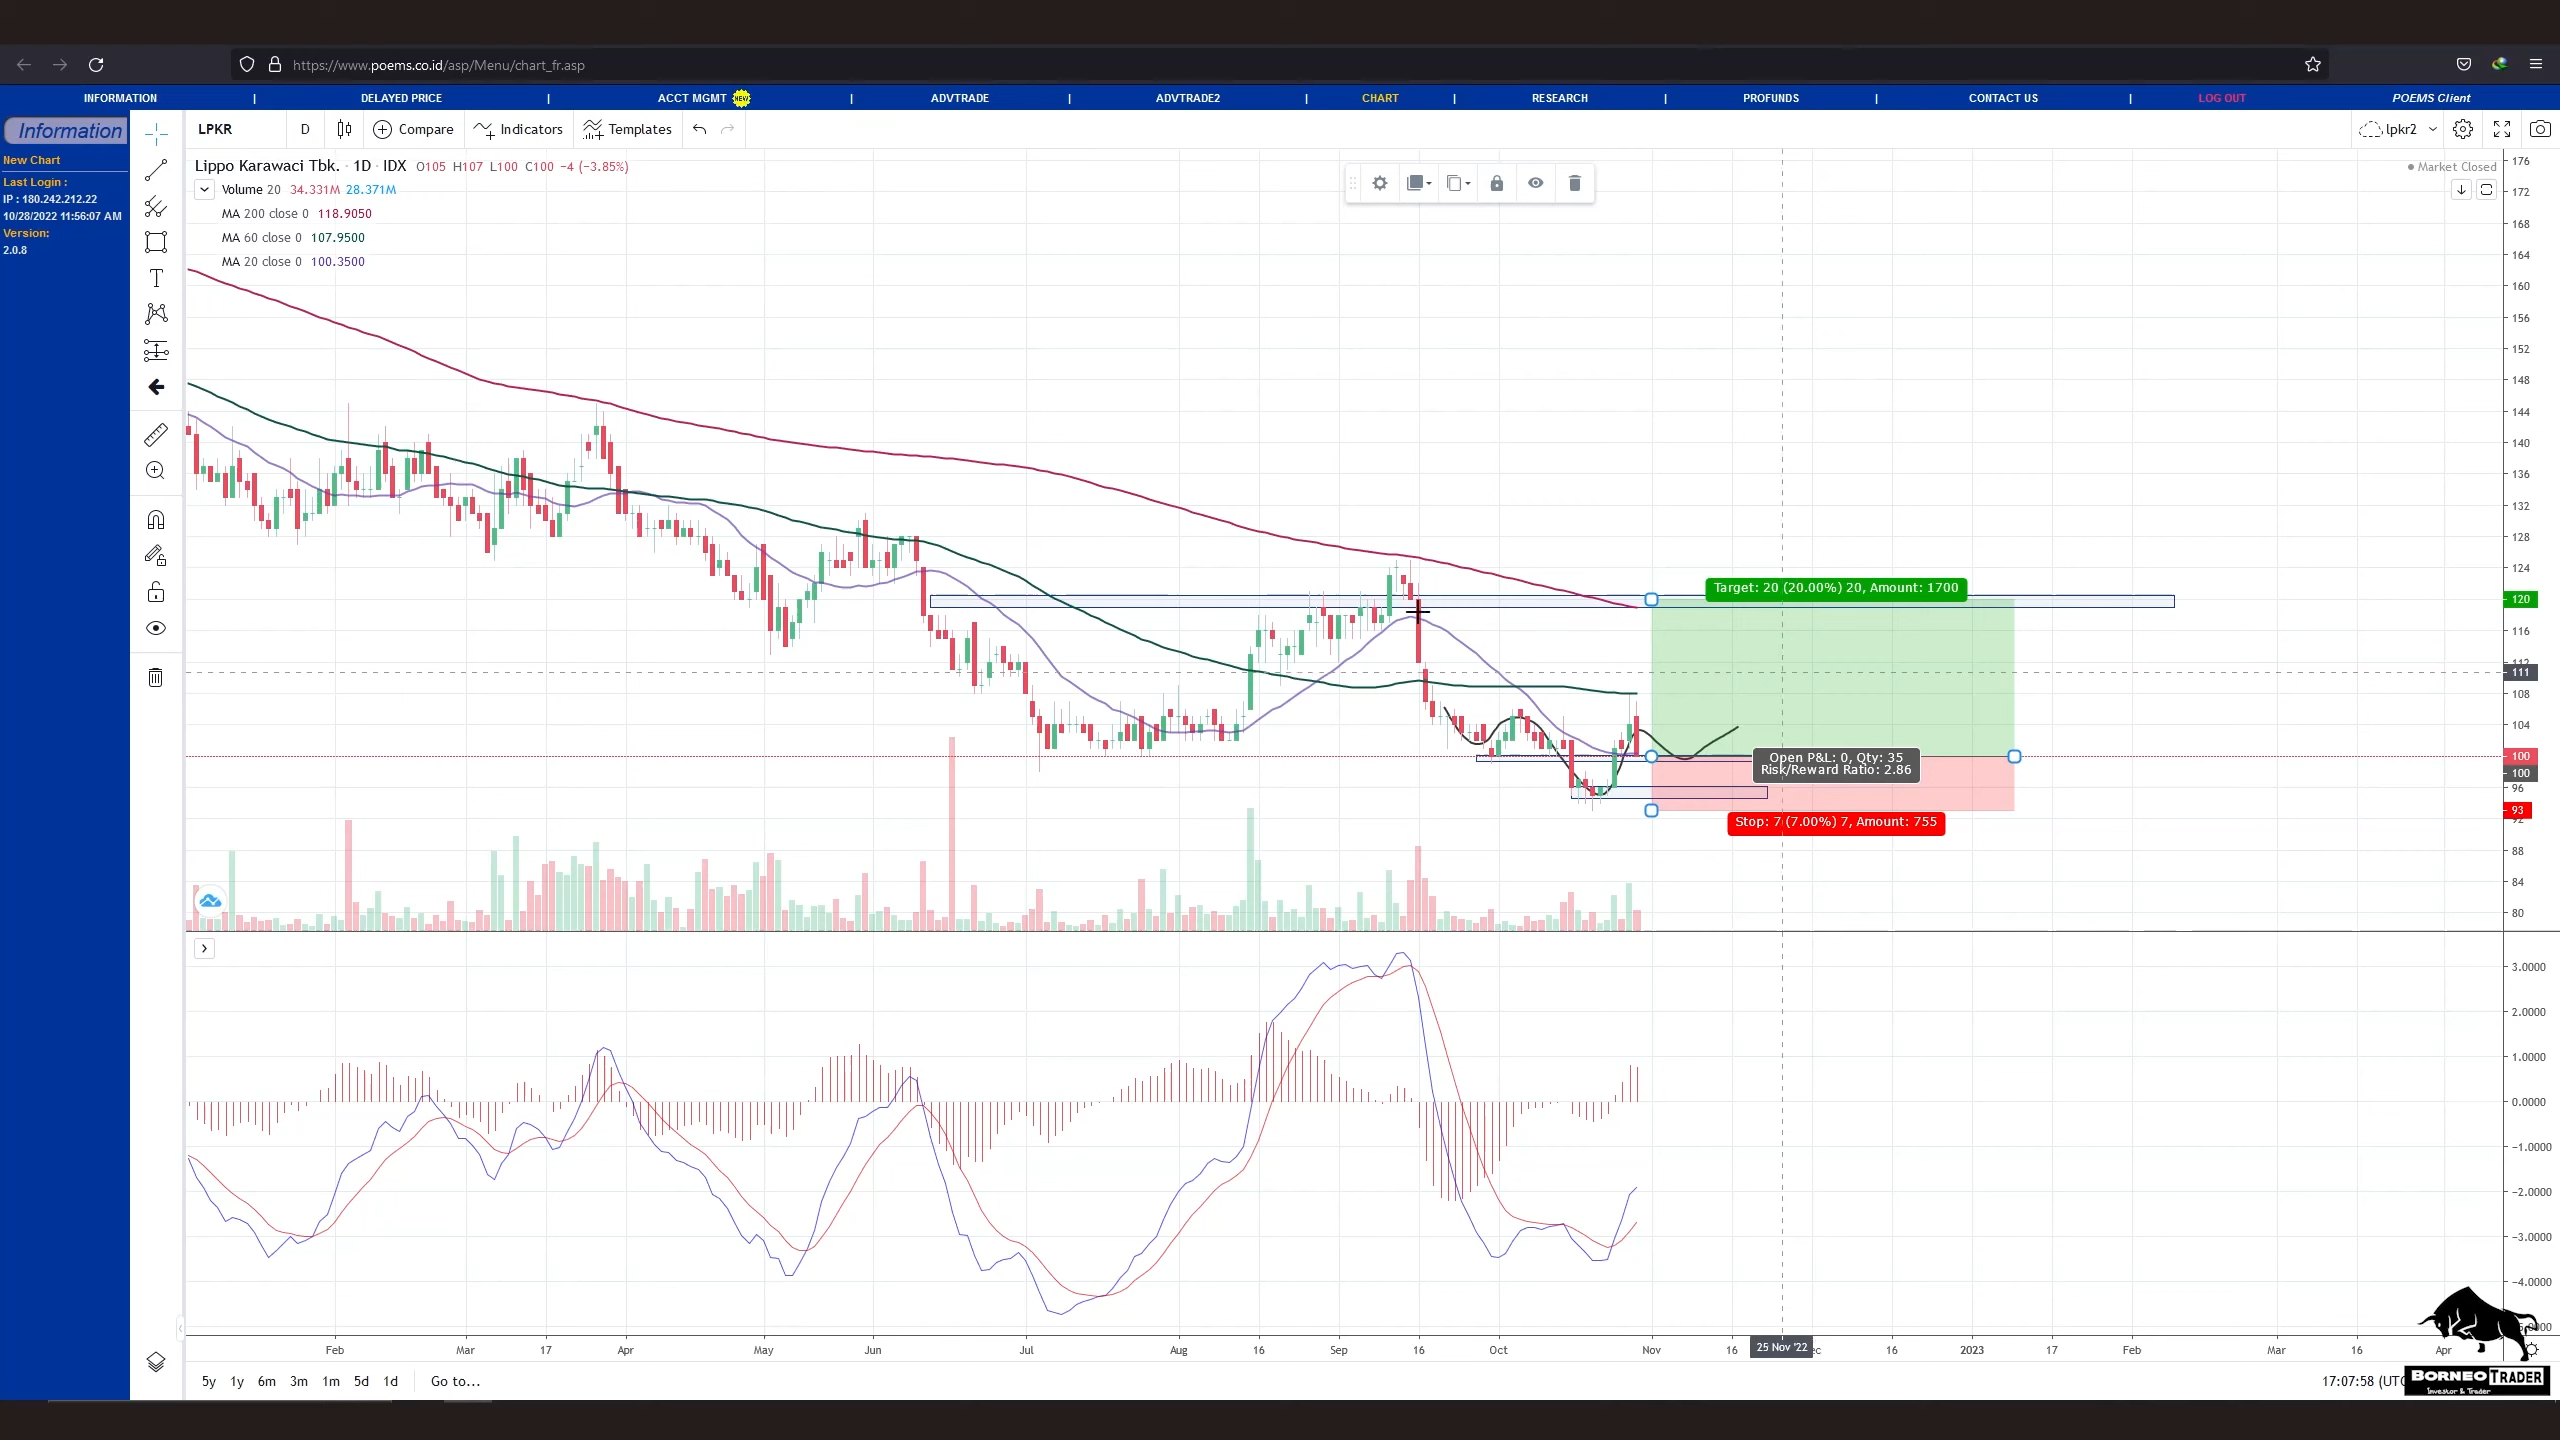 https://www.poems.co.id/asp/Menu/chart_fr.asp
INFORMATION | DELAYED PRICE | ACCT MGMT NEW | ADVTRADE | ADVTRADE2 | CHART | RESEARCH | PROFUNDS | CONTACT US | LOG OUT POEMS Client
Information
New Chart
Last Login :
IP : 180.242.212.22
10/28/2022 11:56:07 AM
Version:
2.0.8
LPKR D Compare Indicators Templates lpkr2
Lippo Karawaci Tbk. · 1D · IDX O105 H107 L100 C100 −4 (−3.85%)
Market Closed
Volume 20 34.331M 28.371M
MA 200 close 0 118.9050
MA 60 close 0 107.9500
MA 20 close 0 100.3500
176
172
168
164
160
156
152
148
144
140
136
132
128
124
120
116
112
111
108
104
100
100
96
93
92
88
84
80
Target: 20 (20.00%) 20, Amount: 1700
Open P&L: 0, Qty: 35
Risk/Reward Ratio: 2.86
Stop: 7 (7.00%) 7, Amount: 755
3.0000
2.0000
1.0000
0.0000
−1.0000
−2.0000
−3.0000
−4.0000
Feb Mar 17 Apr May Jun Jul Aug 16 Sep 16 Oct Nov 16 25 Nov '22 16 2023 17 Feb Mar 16 Apr
5y 1y 6m 3m 1m 5d 1d Go to...
17:07:58 (UTC
BORNEO TRADER
Investor & Trader